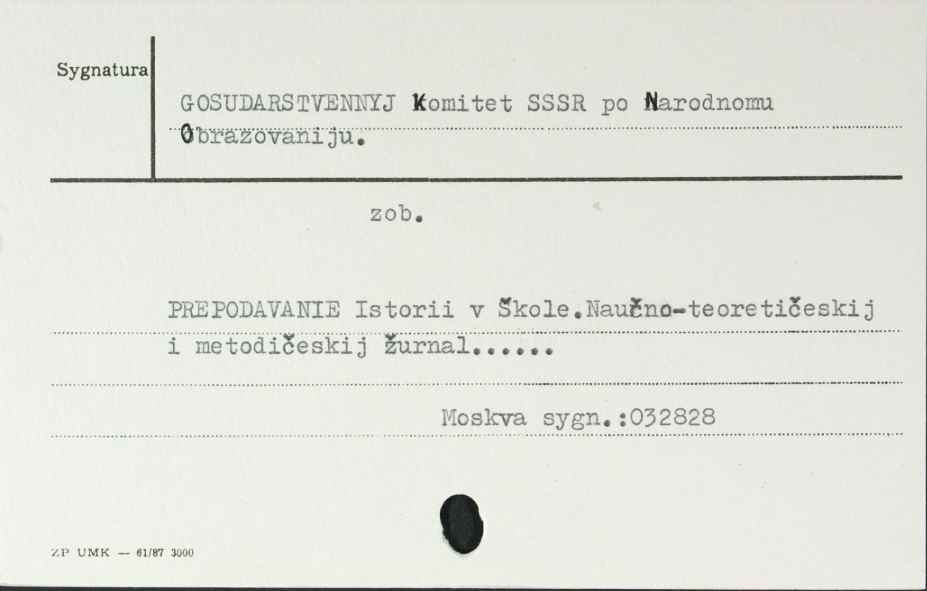 Sygnatura
GOSUDARSTVENNYJ Komitet SSSR po Narodnomu
Obrazovaniju.
zob.
PREPODAVANIE Istorii v Škole.Naučno-teoretičeskij
i metodičeskij žurnal......
Moskva sygn.:032828
ZP UMK — 61/87 3000